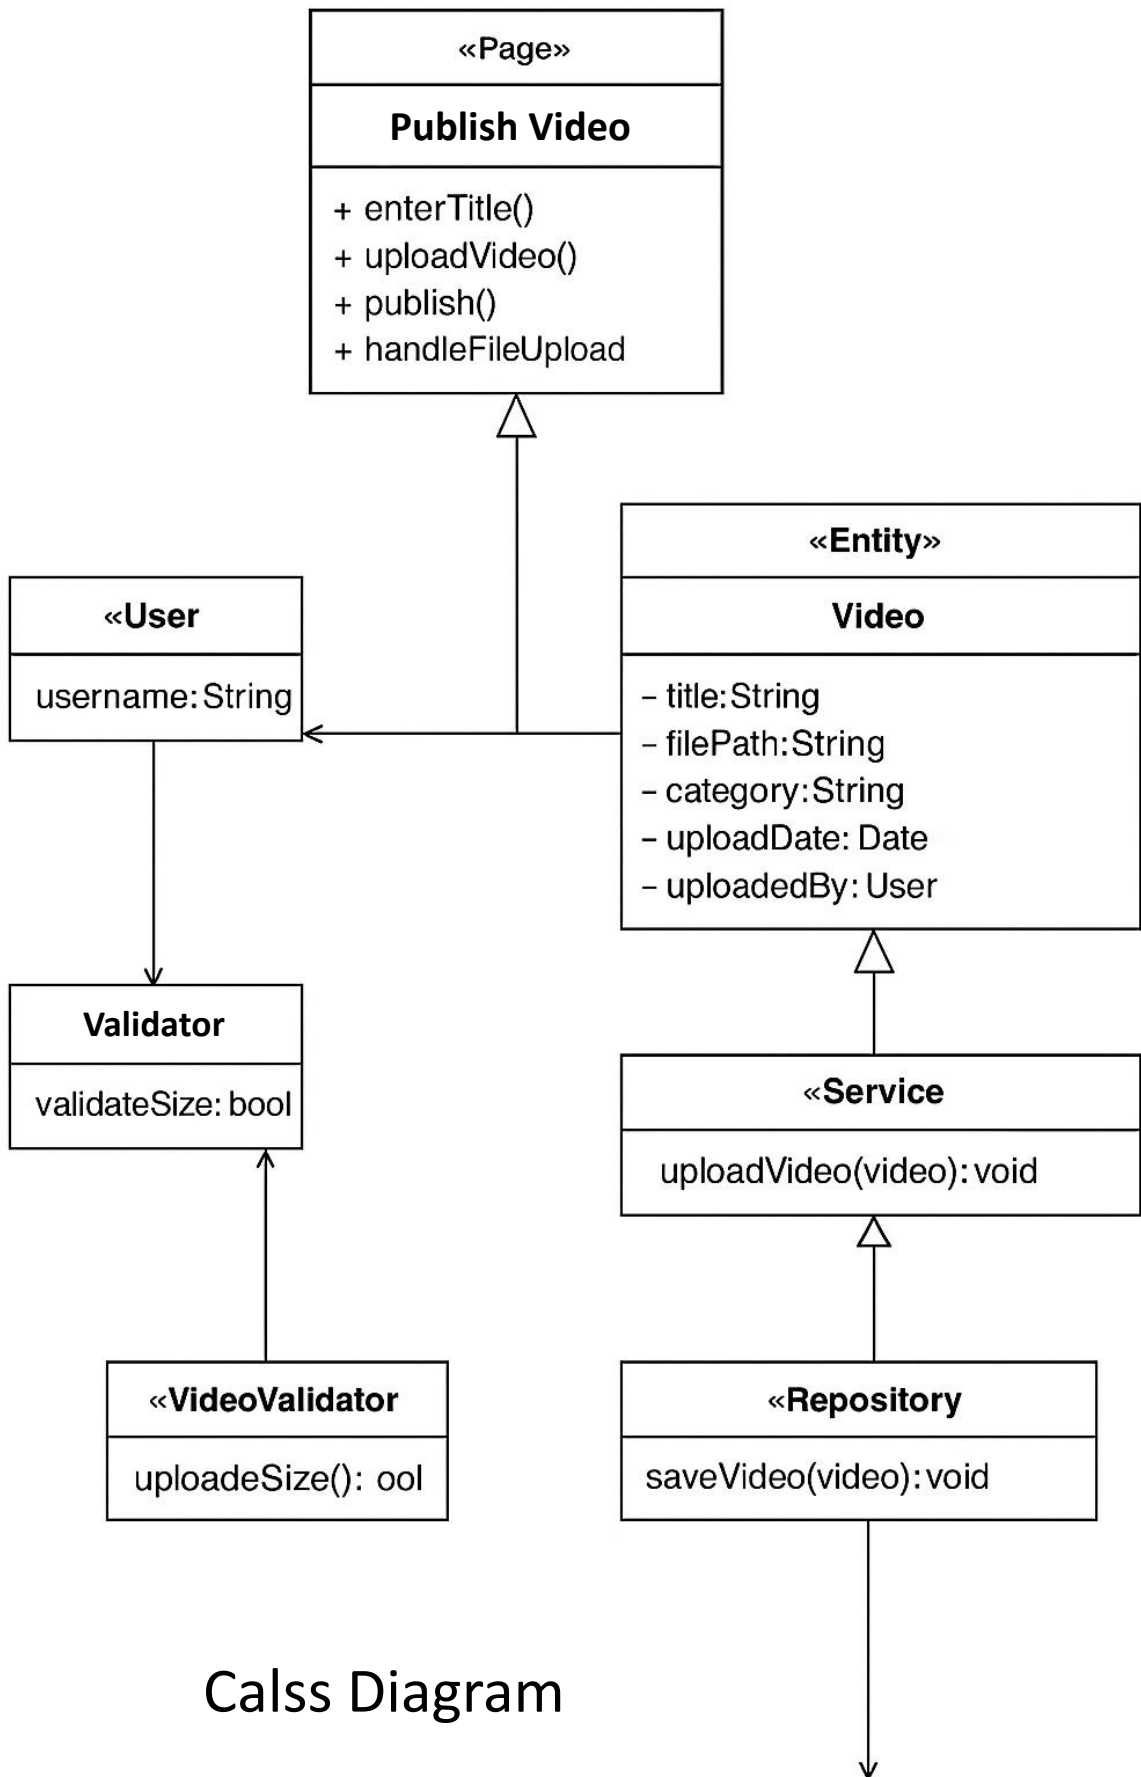 «Page»
Publish Video
+ enterTitle()
+ uploadVideo()
+ publish()
+ handleFileUpload
«Entity»
Video
– title:String
– filePath:String
– category:String
– uploadDate: Date
– uploadedBy: User
«User
username:String
Validator
validateSize: bool
«Service
uploadVideo(video): void
«VideoValidator
uploadeSize(): ool
«Repository
saveVideo(video): void
Calss Diagram